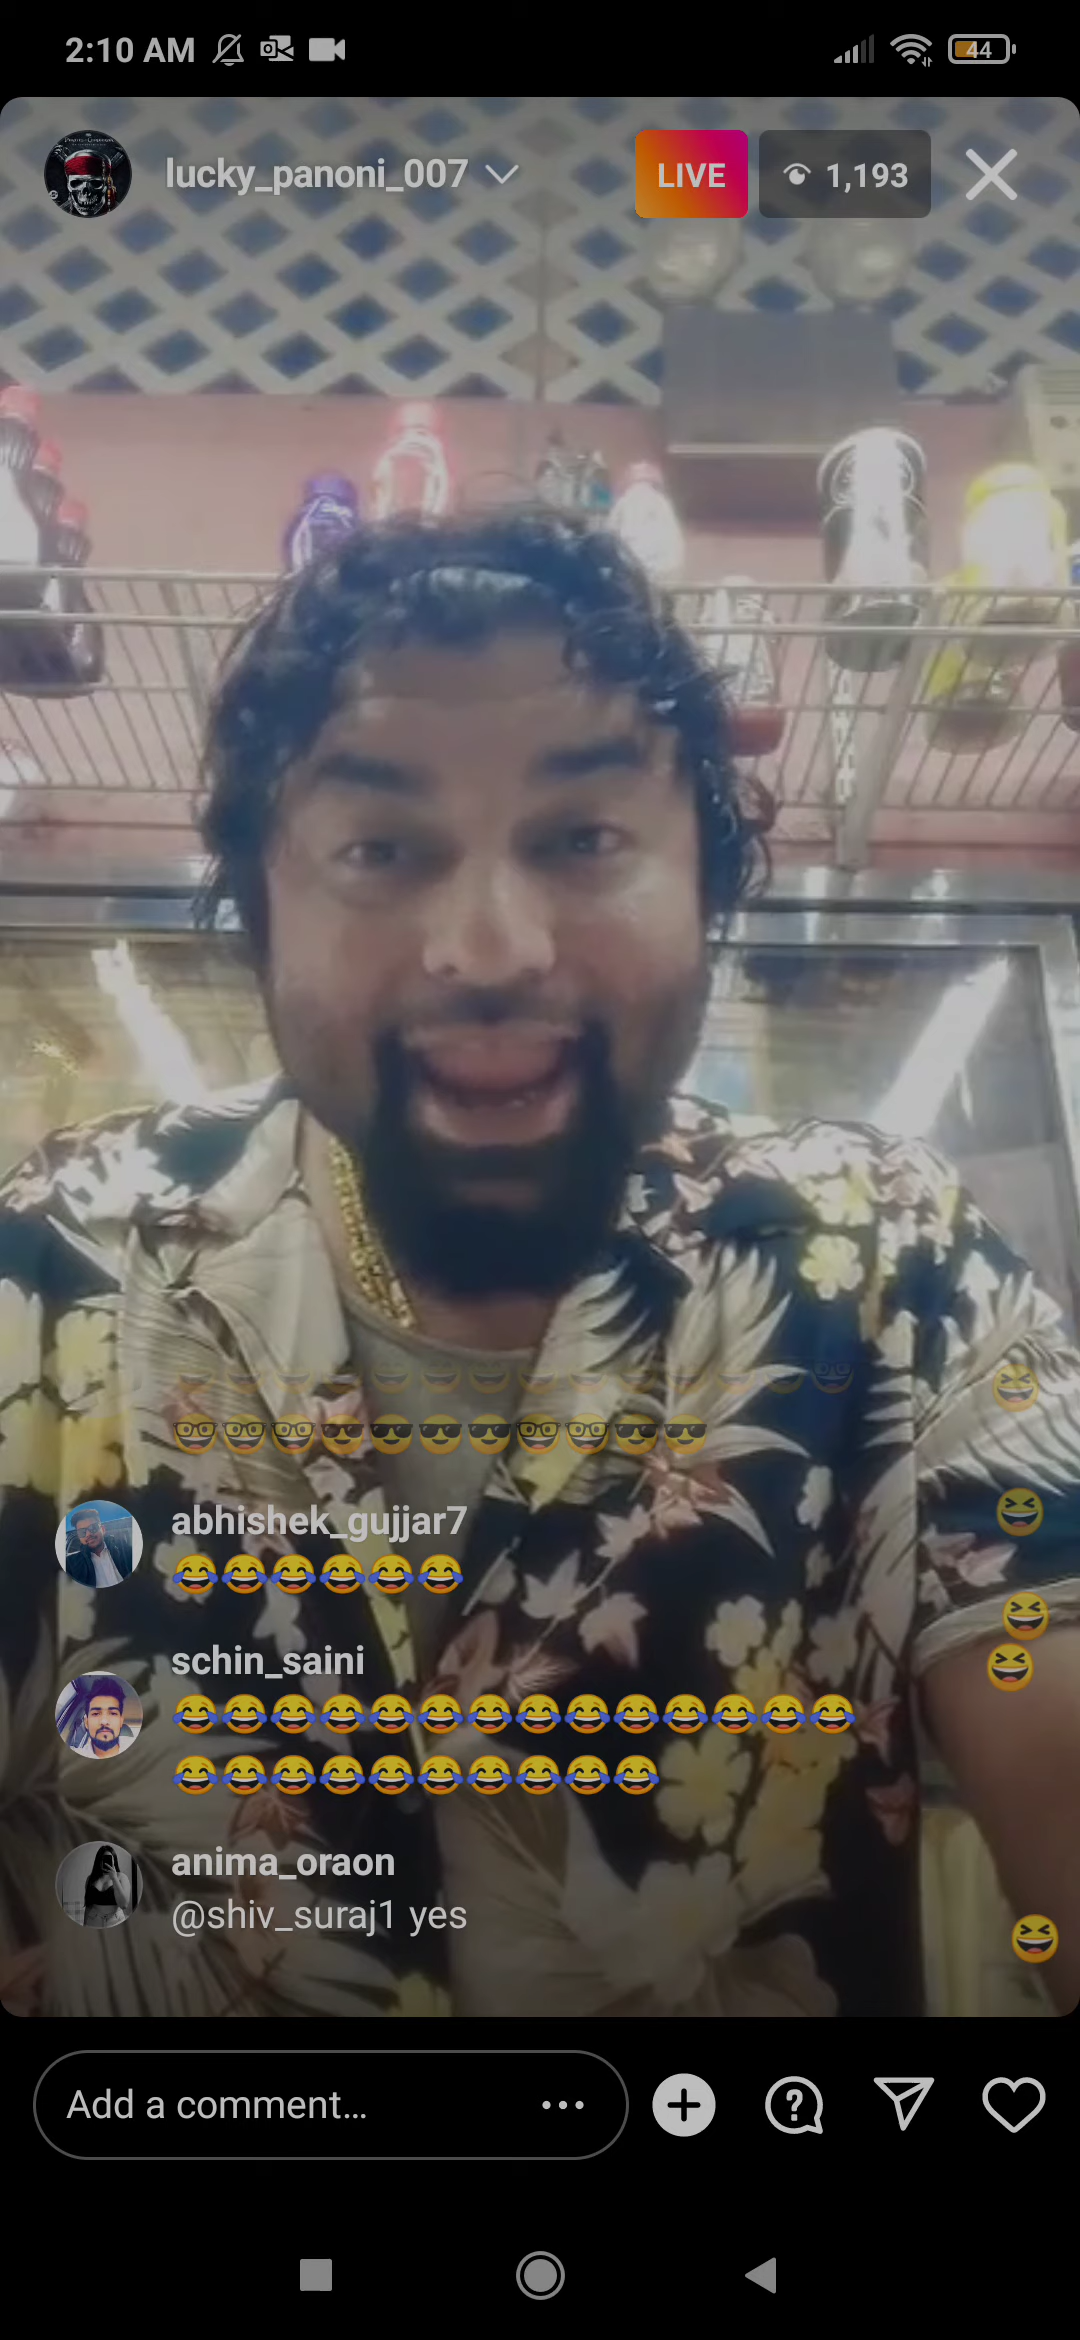 2:10 AM
44
lucky_panoni_007
LIVE
1,193
😎😎😎😎😎😎😎😎😎😎😎😎😎🤓
🤓🤓🤓😎😎😎😎🤓🤓😎😎
abhishek_gujjar7
😂😂😂😂😂😂
schin_saini
😂😂😂😂😂😂😂😂😂😂😂😂😂😂
😂😂😂😂😂😂😂😂😂😂
anima_oraon
@shiv_suraj1 yes
Add a comment...